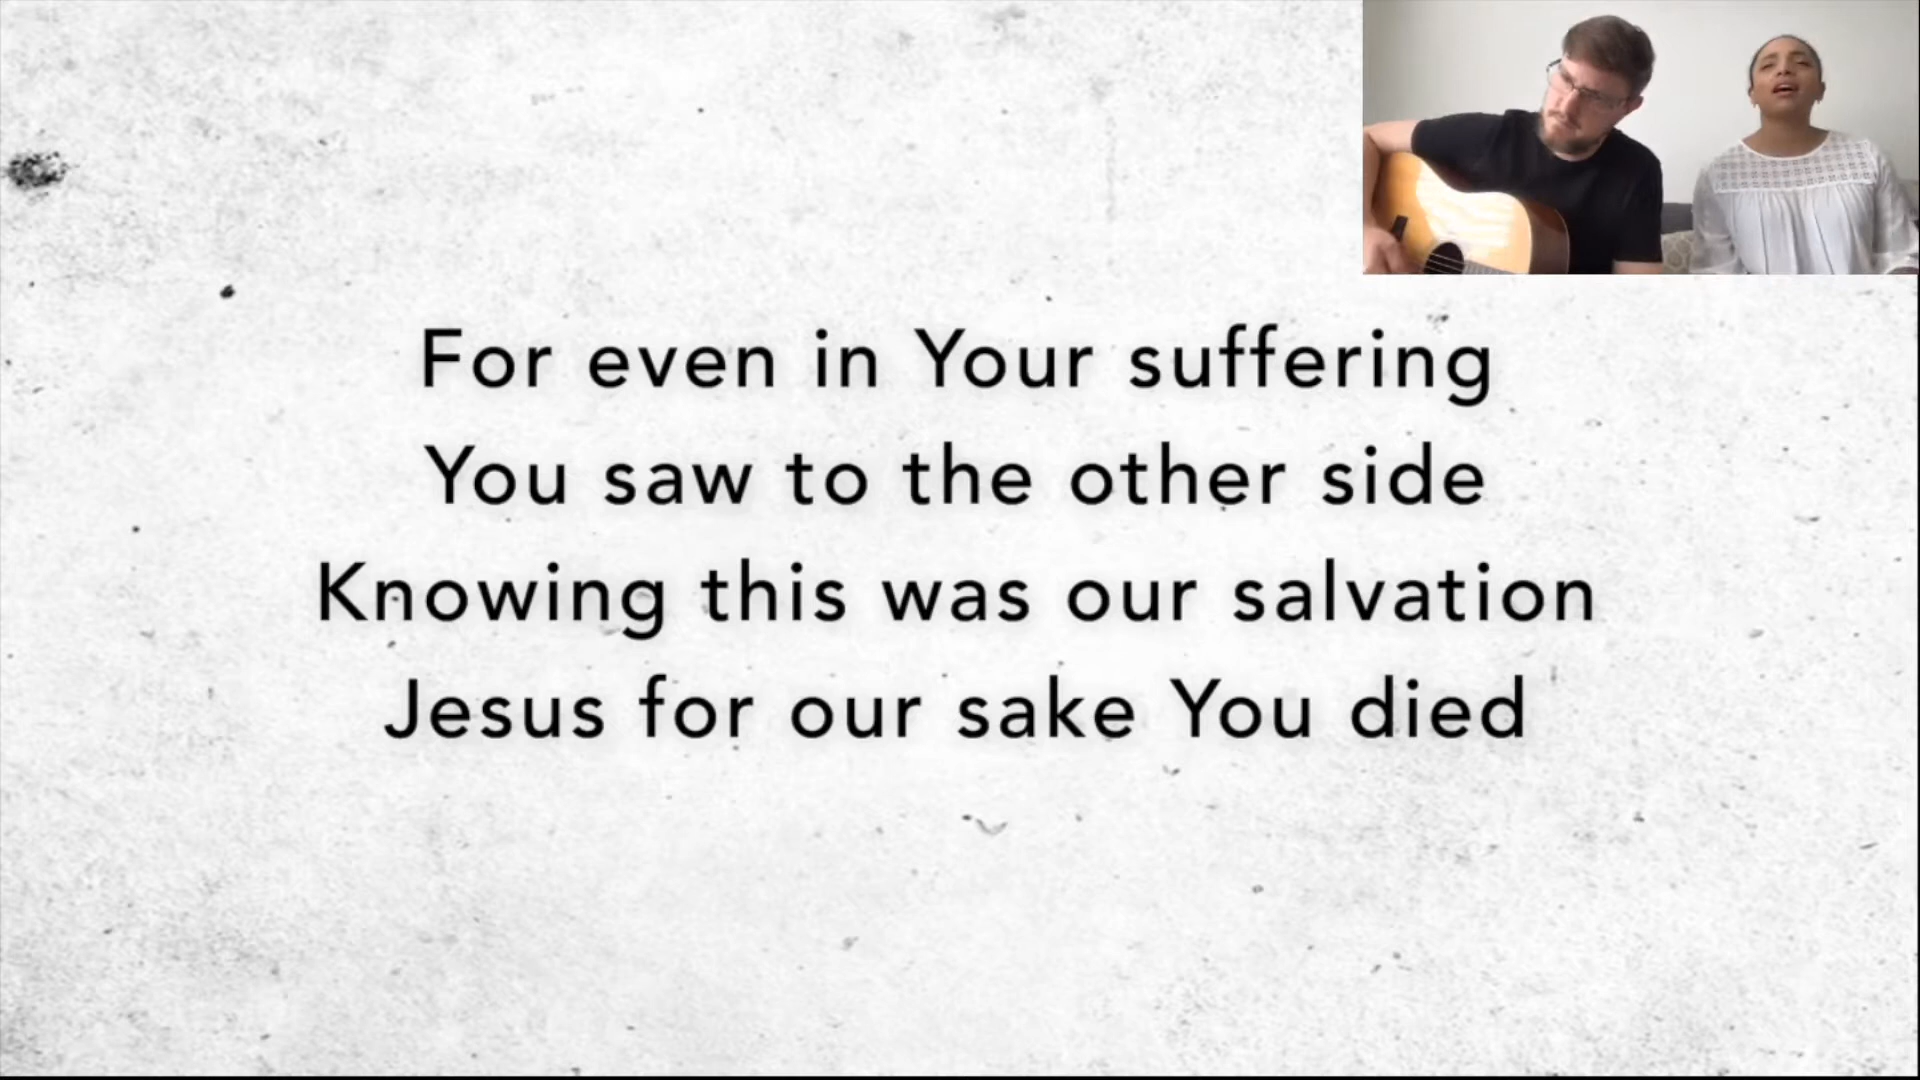 For even in Your suffering
You saw to the other side
Knowing this was our salvation
Jesus for our sake You died